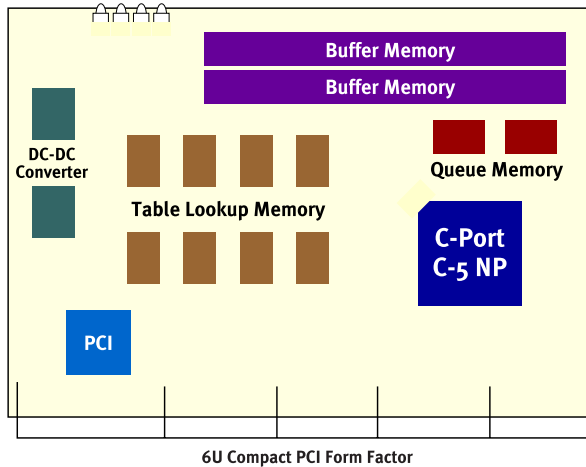 Buffer Memory
Buffer Memory
DC-DC
Converter
Queue Memory
Table Lookup Memory
C-Port
C-5 NP
PCI
6U Compact PCI Form Factor